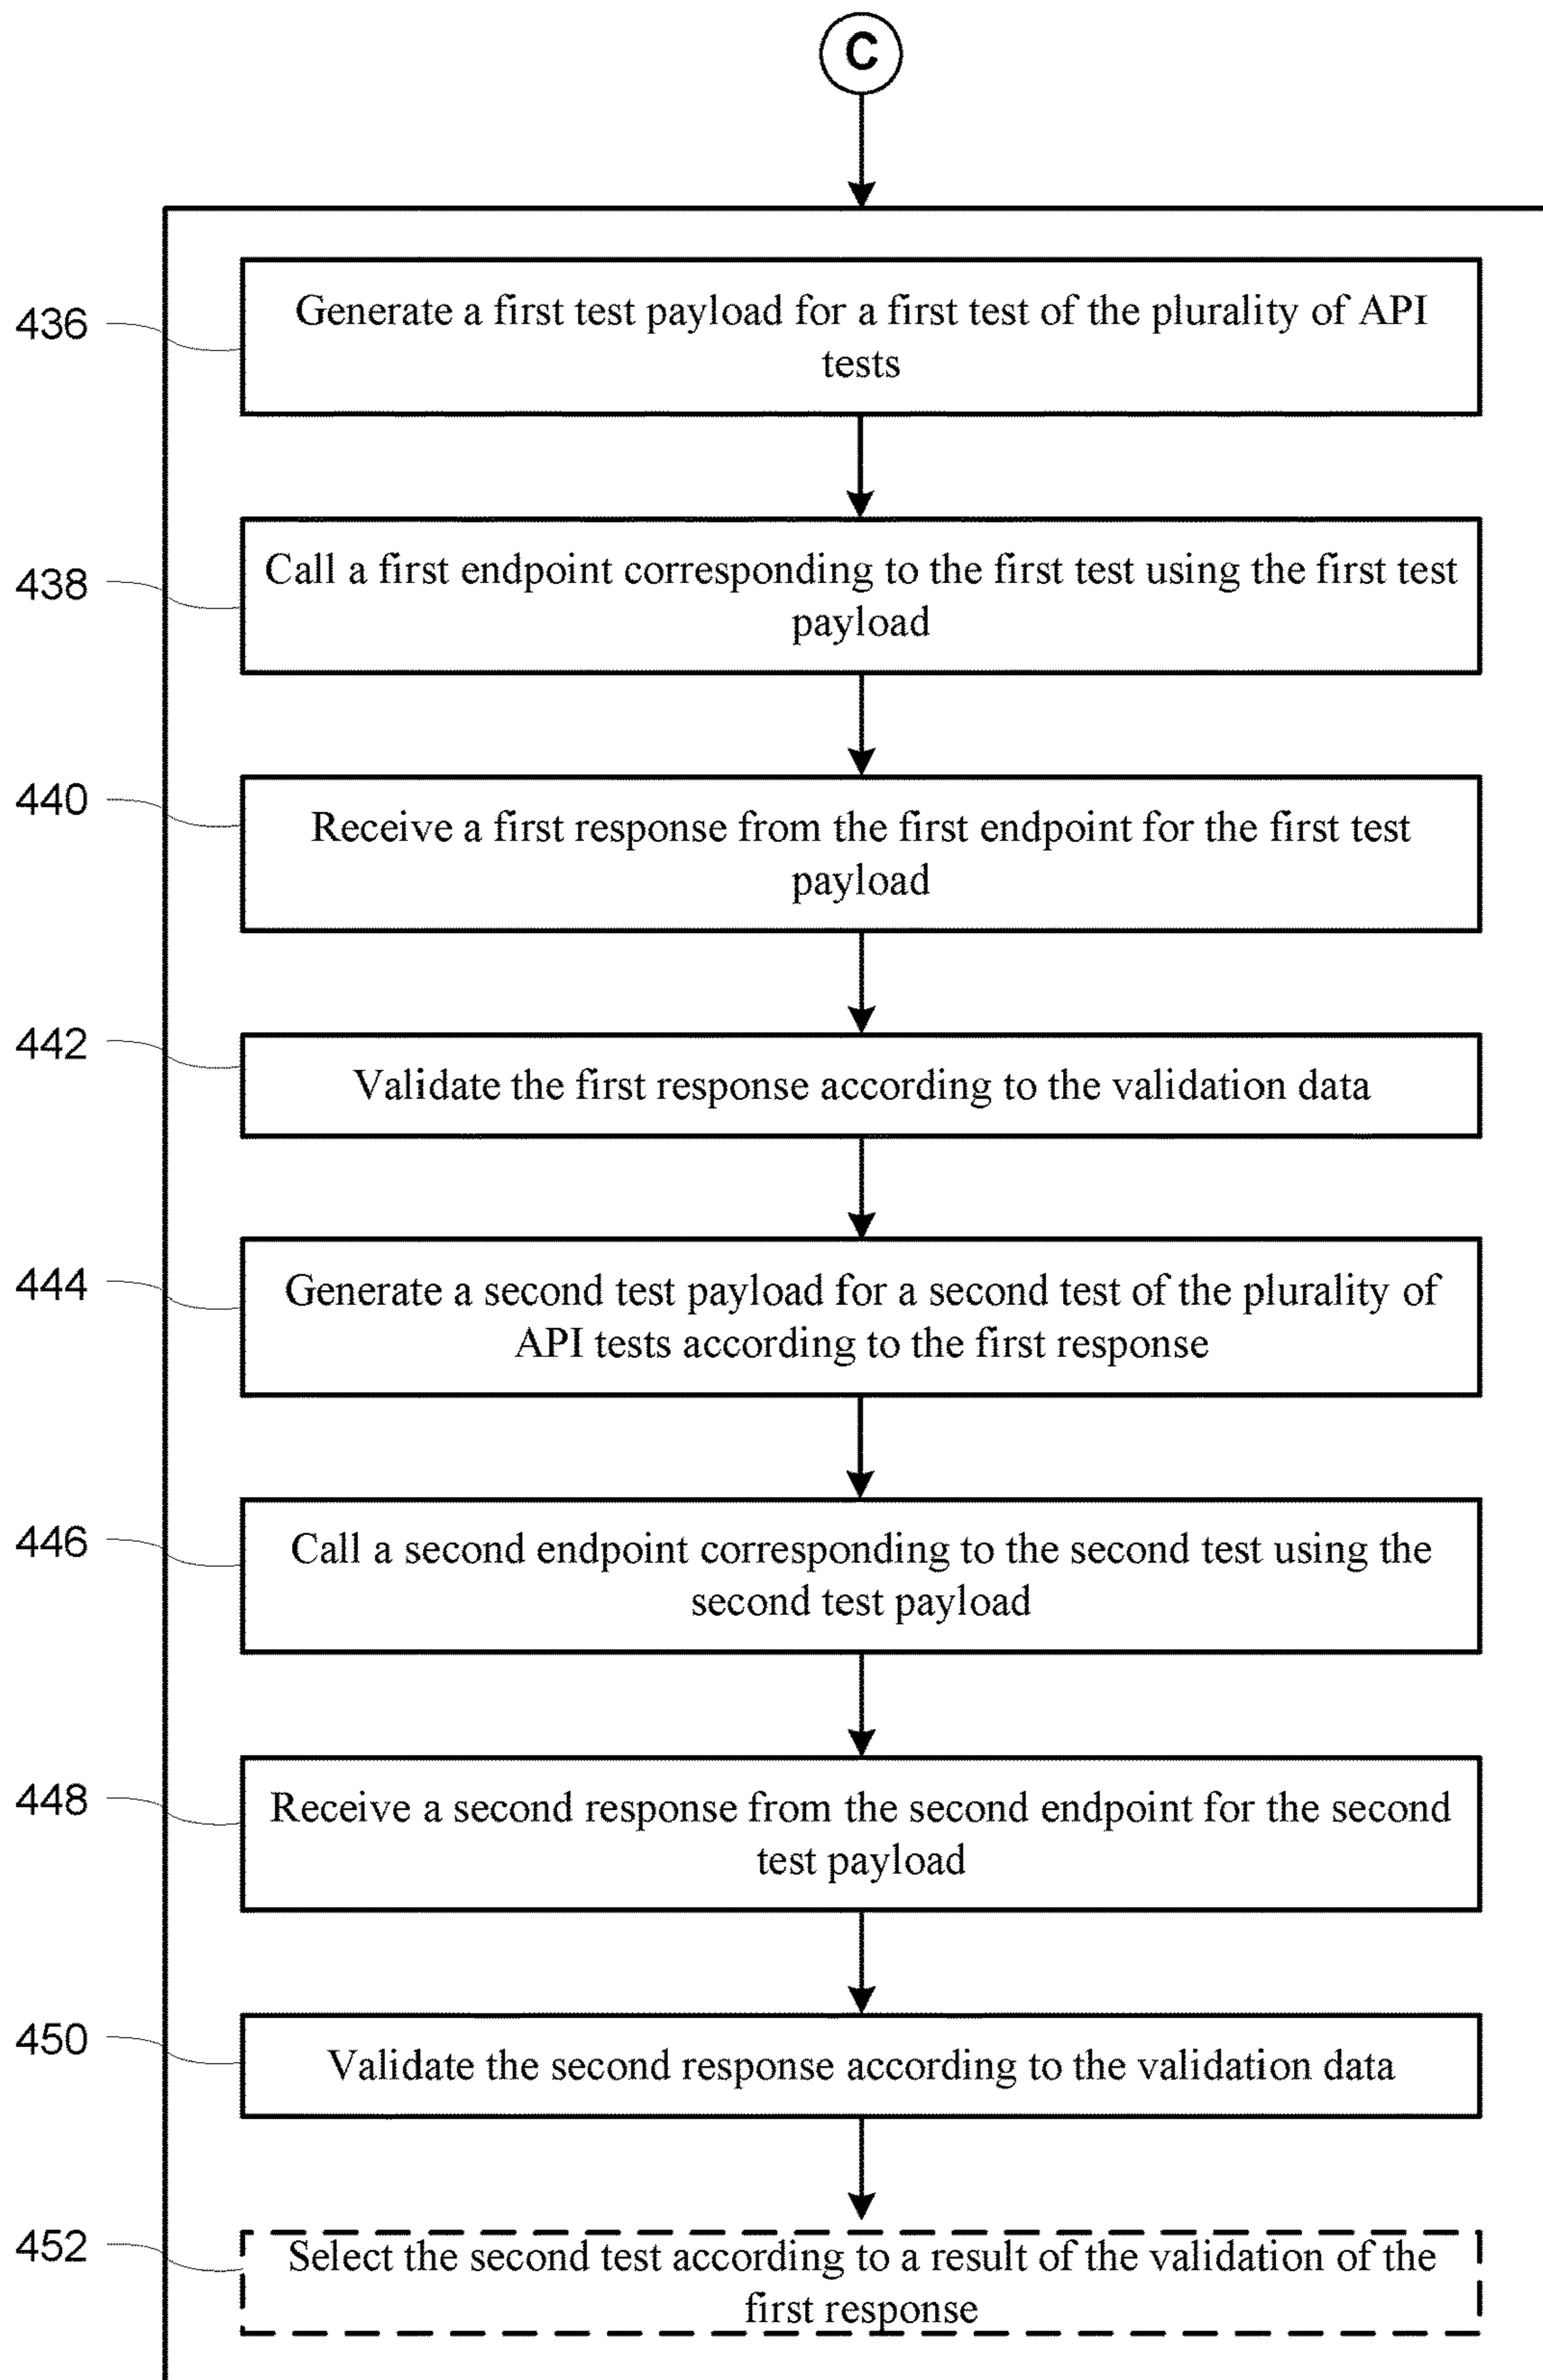 C
436
Generate a first test payload for a first test of the plurality of API
tests
438
Call a first endpoint corresponding to the first test using the first test
payload
440
Receive a first response from the first endpoint for the first test
payload
442
Validate the first response according to the validation data
444
Generate a second test payload for a second test of the plurality of
API tests according to the first response
446
Call a second endpoint corresponding to the second test using the
second test payload
448
Receive a second response from the second endpoint for the second
test payload
450
Validate the second response according to the validation data
452
Select the second test according to a result of the validation of the
first response